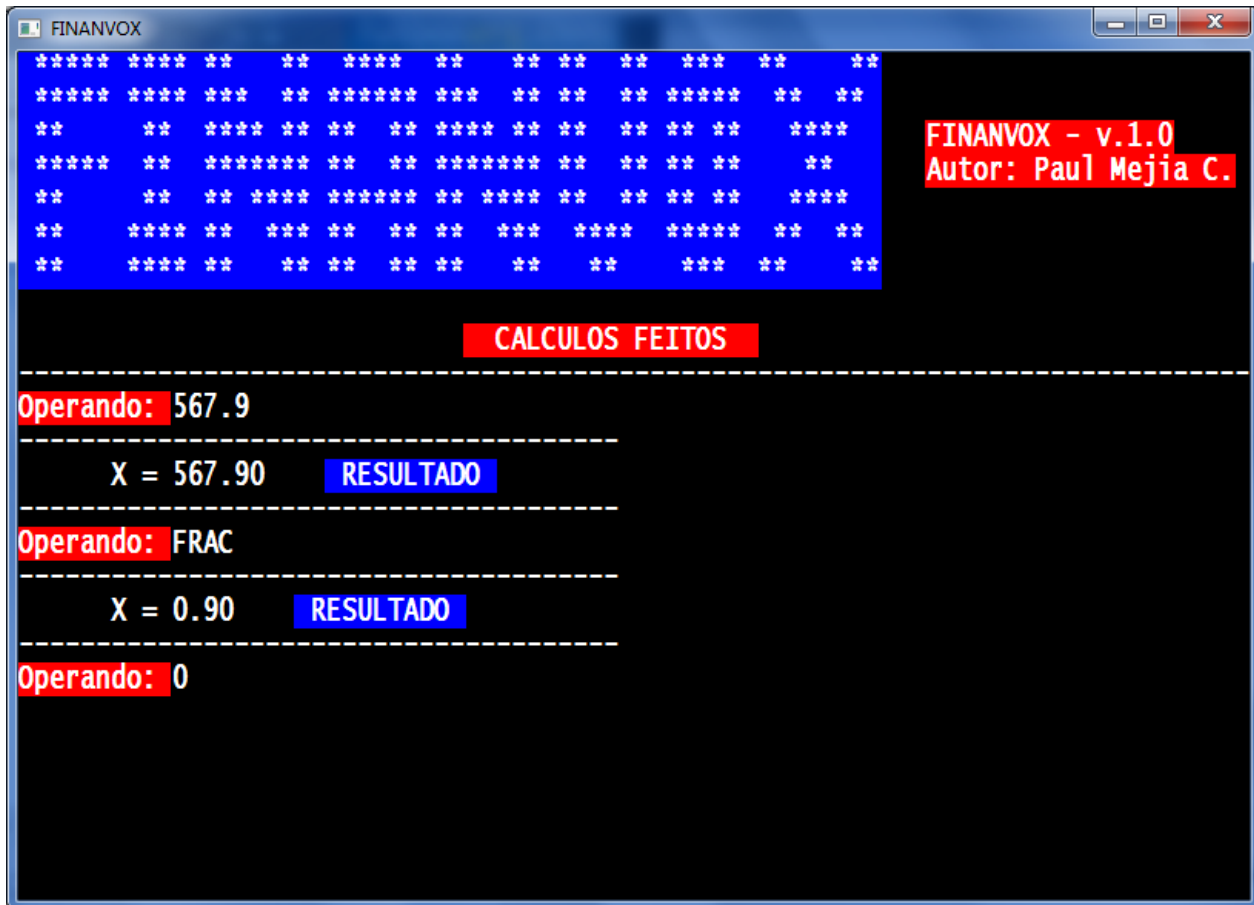 FINANVOX
***** **** **   **  ****  **   ** **  **  ***  **    **
***** **** ***  ** ****** ***  ** **  ** *****  **  **
**     **  **** ** **  ** **** ** **  ** ** **   ****
*****  **  ******* **  ** ******* **  ** ** **    **
**     **  ** **** ****** ** **** **  ** ** **   ****
**    **** **  *** **  ** **  ***  ****  *****  **  **
**    **** **   ** **  ** **   **   **    ***  **    **
FINANVOX - v.1.0
Autor: Paul Mejia C.
CALCULOS FEITOS
--------------------------------------------------------------------------------
Operando: 567.9
---------------------------------------
X = 567.90 RESULTADO
---------------------------------------
Operando: FRAC
---------------------------------------
X = 0.90 RESULTADO
---------------------------------------
Operando: 0